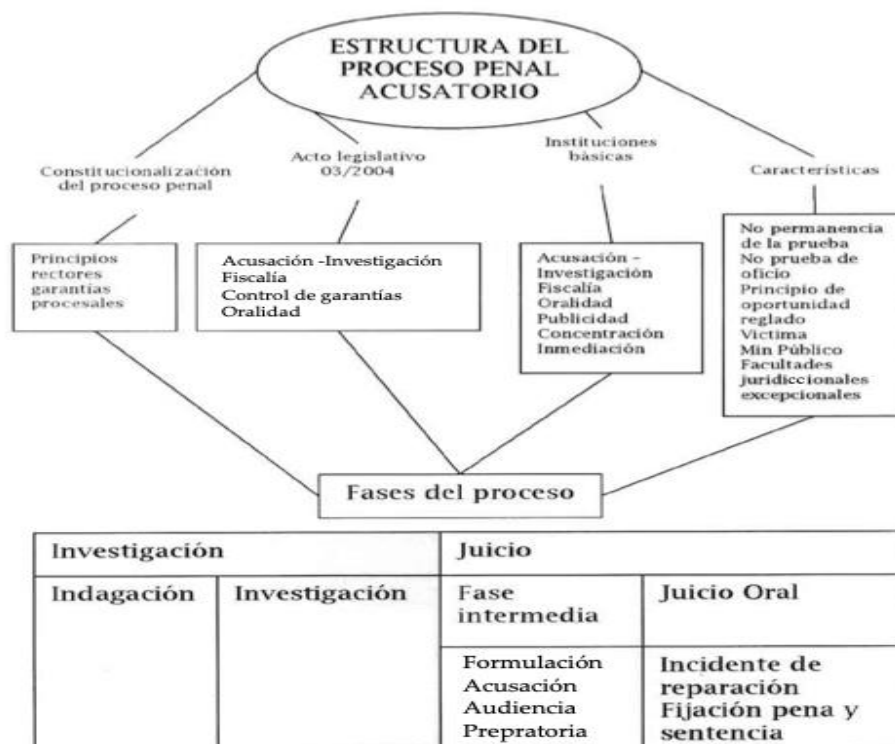 ESTRUCTURA DEL
PROCESO PENAL
ACUSATORIO
Constitucionalización
del proceso penal
Acto legislativo
03/2004
Instituciones
bàsicas
Características
Principios
rectores
garantías
procesales
Acusación -Investigación
Fiscalía
Control de garantías
Oralidad
Acusación –
Investigación
Fiscalía
Oralidad
Publicidad
Concentración
Inmediación
No permanencia
de la prueba
No prueba de
oficio
Principio de
oportunidad
reglado
Victima
Min Público
Facultades
juridiccionales
excepcionales
Fases del proceso
Investigación
Juicio
Indagación
Investigación
Fase
intermedia
Juicio Oral
Formulación
Acusación
Audiencia
Prepratoria
Incidente de
reparación
Fijación pena y
sentencia